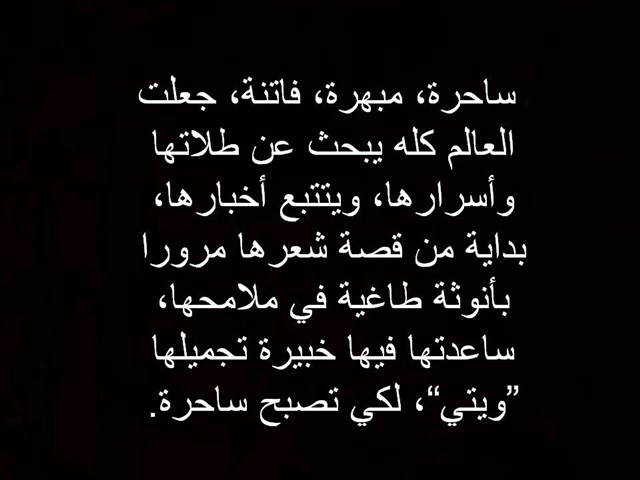 ساحرة، مبهرة، فاتنة، جعلت
العالم كله يبحث عن طلاتها
وأسرارها، ويتتبع أخبارها،
بداية من قصة شعرها مرورا
بأنوثة طاغية في ملامحها،
ساعدتها فيها خبيرة تجميلها
”ويتي“، لكي تصبح ساحرة.